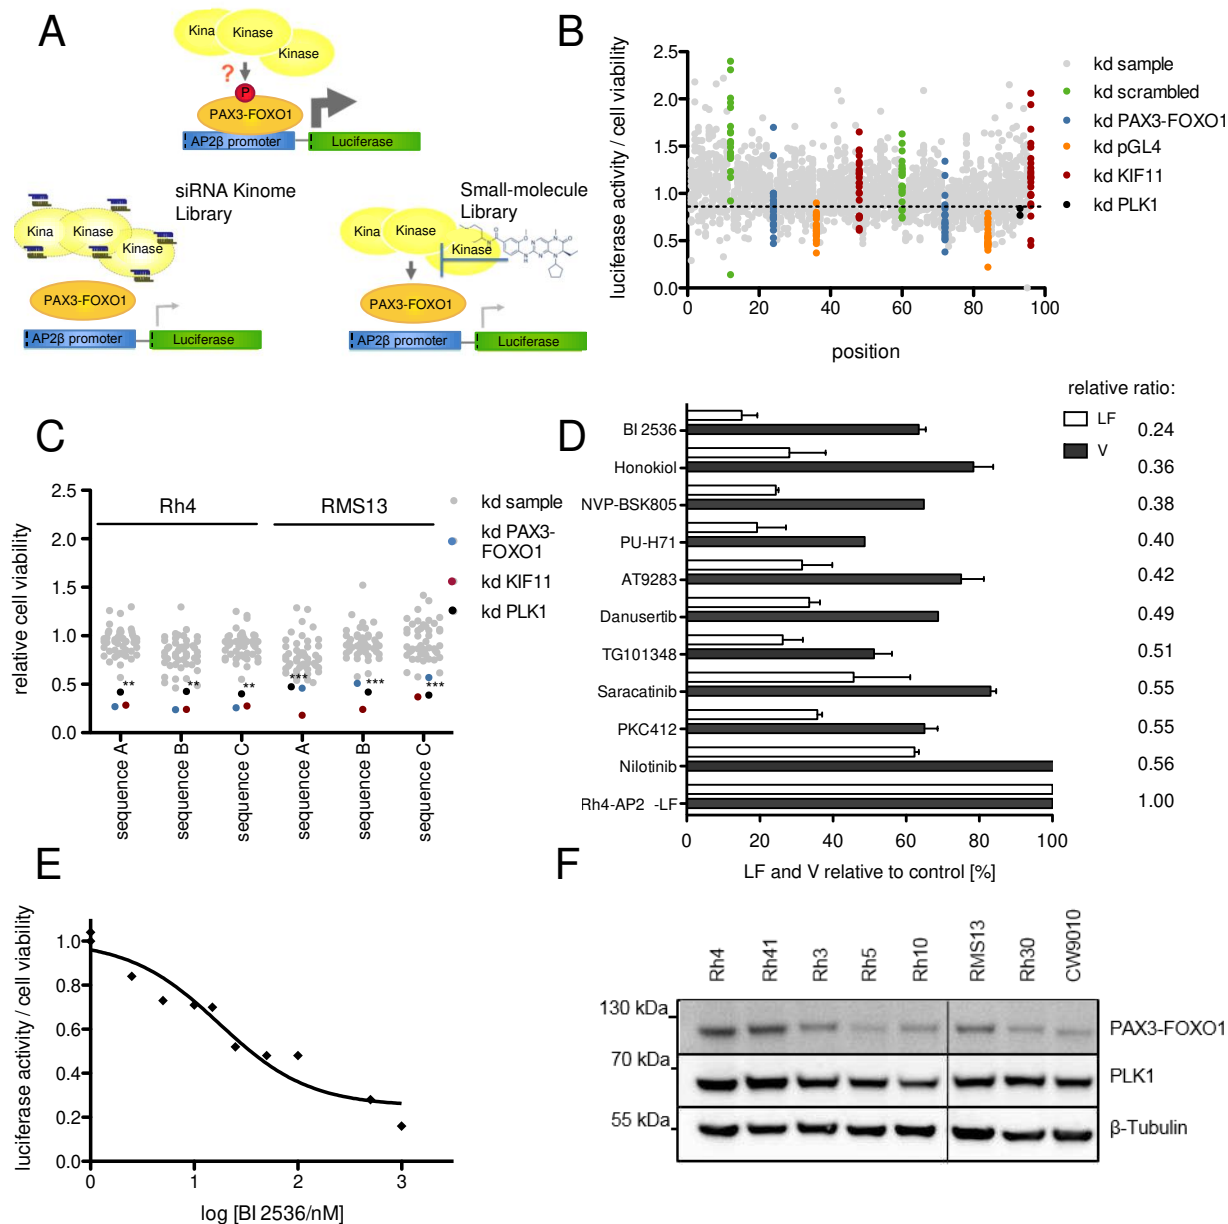 A
Kina
Kinase
Kinase
?
P
PAX3-FOXO1
AP2β promoter
Luciferase
siRNA Kinome
Library
Kina
Kinase
Kinase
PAX3-FOXO1
AP2β promoter
Luciferase
Small-molecule
Library
Kina
Kinase
Kinase
PAX3-FOXO1
AP2β promoter
Luciferase
B
luciferase activity / cell viability
2.5
2.0
1.5
1.0
0.5
0.0
0
20
40
60
80
100
position
kd sample
kd scrambled
kd PAX3-FOXO1
kd pGL4
kd KIF11
kd PLK1
C
relative cell viability
2.5
2.0
1.5
1.0
0.5
0.0
Rh4
RMS13
**
**
**
***
***
***
sequence A
sequence B
sequence C
sequence A
sequence B
sequence C
kd sample
kd PAX3-
FOXO1
kd KIF11
kd PLK1
D
relative ratio:
LF
V
BI 2536
0.24
Honokiol
0.36
NVP-BSK805
0.38
PU-H71
0.40
AT9283
0.42
Danusertib
0.49
TG101348
0.51
Saracatinib
0.55
PKC412
0.55
Nilotinib
0.56
Rh4-AP2 -LF
1.00
0
20
40
60
80
100
LF and V relative to control [%]
E
luciferase activity / cell viability
1.0
0.8
0.6
0.4
0.2
0.0
0
1
2
3
log [BI 2536/nM]
F
Rh4
Rh41
Rh3
Rh5
Rh10
RMS13
Rh30
CW9010
130 kDa
PAX3-FOXO1
70 kDa
PLK1
55 kDa
β-Tubulin